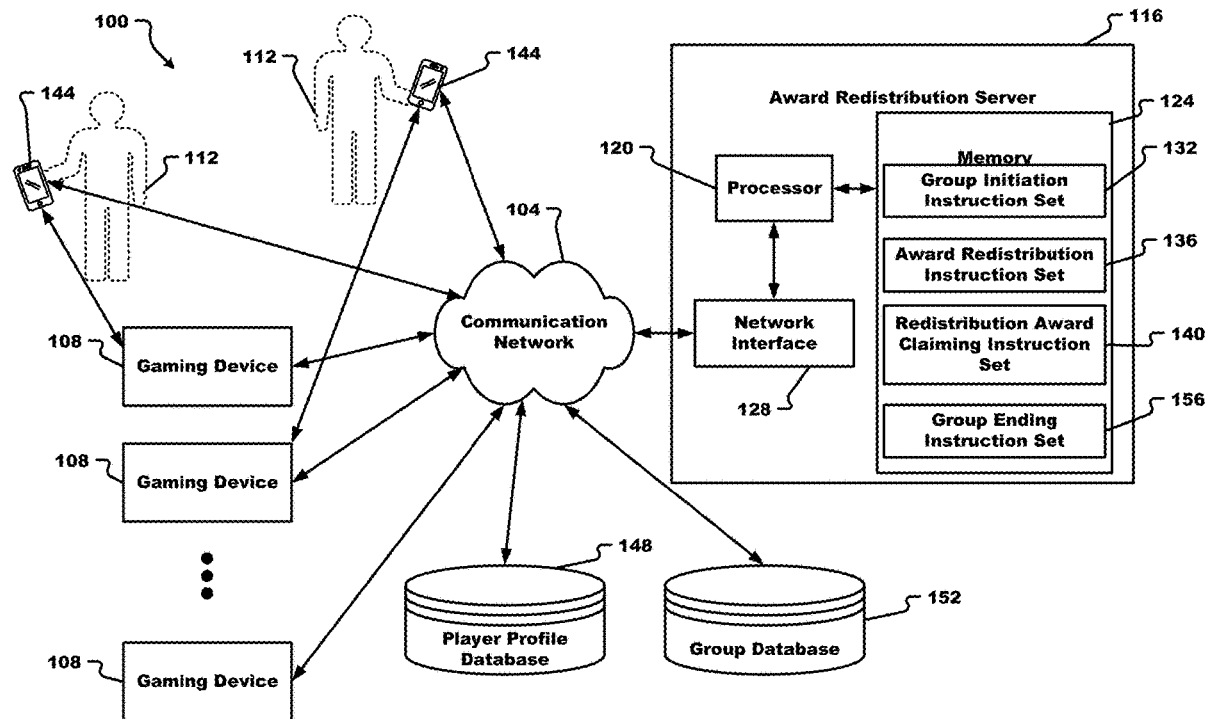 100
144
112
144
112
116
Award Redistribution Server
124
120
Processor
Memory
132
Group Initiation
Instruction Set
104
136
Award Redistribution
Instruction Set
Communication
Network
Network
Interface
128
Redistribution Award
Claiming Instruction
Set
140
156
Group Ending
Instruction Set
108
Gaming Device
108
Gaming Device
108
Gaming Device
148
Player Profile
Database
152
Group Database